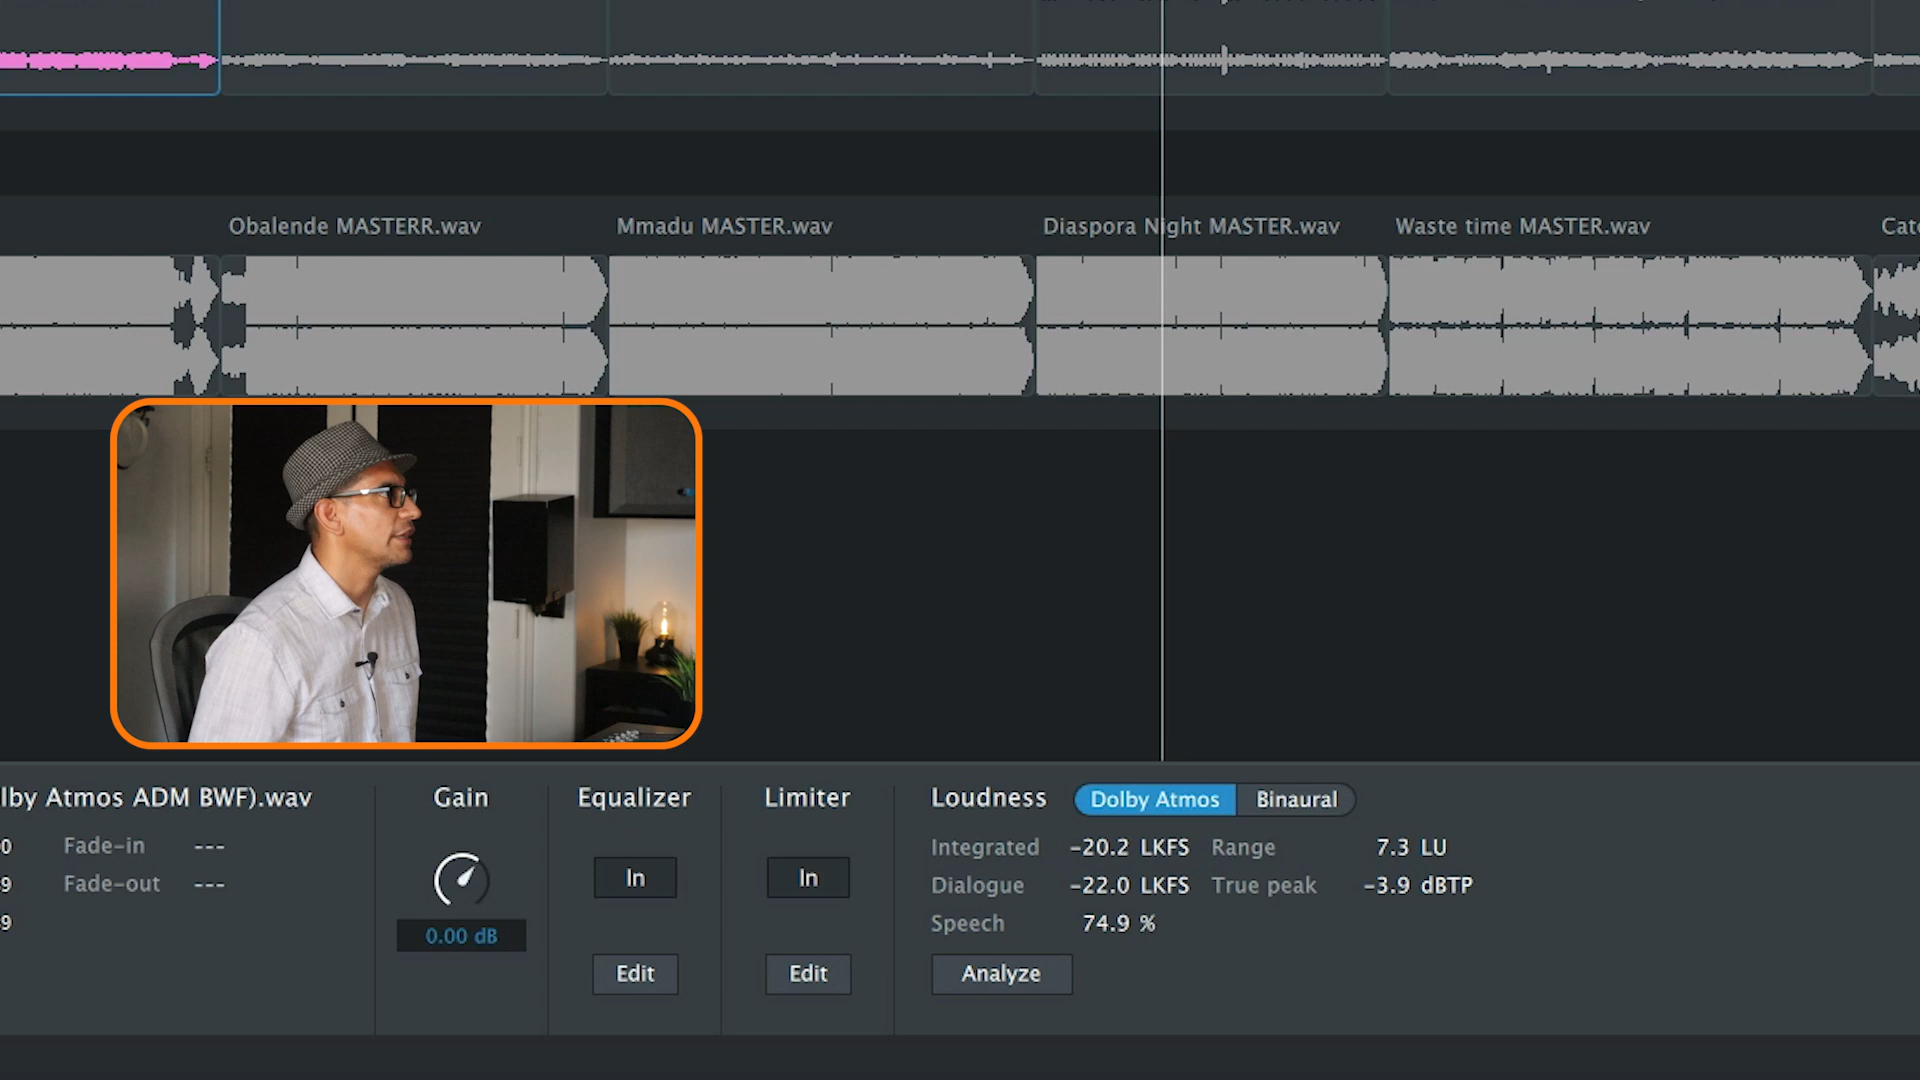 Obalende MASTERR.wav
Mmadu MASTER.wav
Diaspora Night MASTER.wav
Waste time MASTER.wav
lby Atmos ADM BWF).wav
0
Fade-in ---
9
Fade-out ---
9
Gain
0.00 dB
Equalizer
In
Edit
Limiter
In
Edit
Loudness
Dolby Atmos
Binaural
Integrated -20.2 LKFS Range 7.3 LU
Dialogue -22.0 LKFS True peak -3.9 dBTP
Speech 74.9 %
Analyze